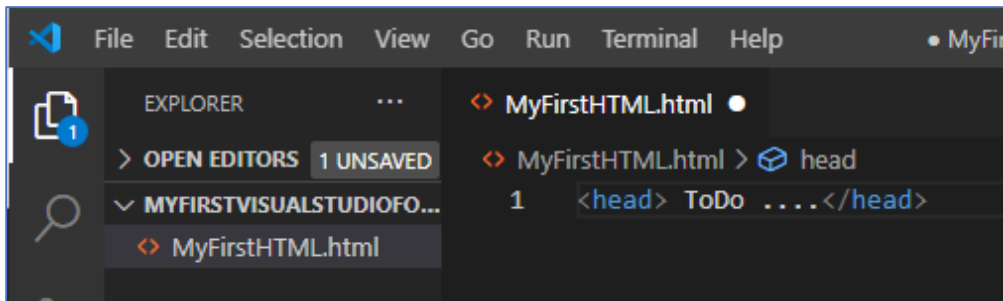 File Edit Selection View Go Run Terminal Help ● MyFir
EXPLORER ...
MyFirstHTML.html ●
1
> OPEN EDITORS 1 UNSAVED
MyFirstHTML.html > head
MYFIRSTVISUALSTUDIOFO...
1 <head> ToDo ....</head>
MyFirstHTML.html